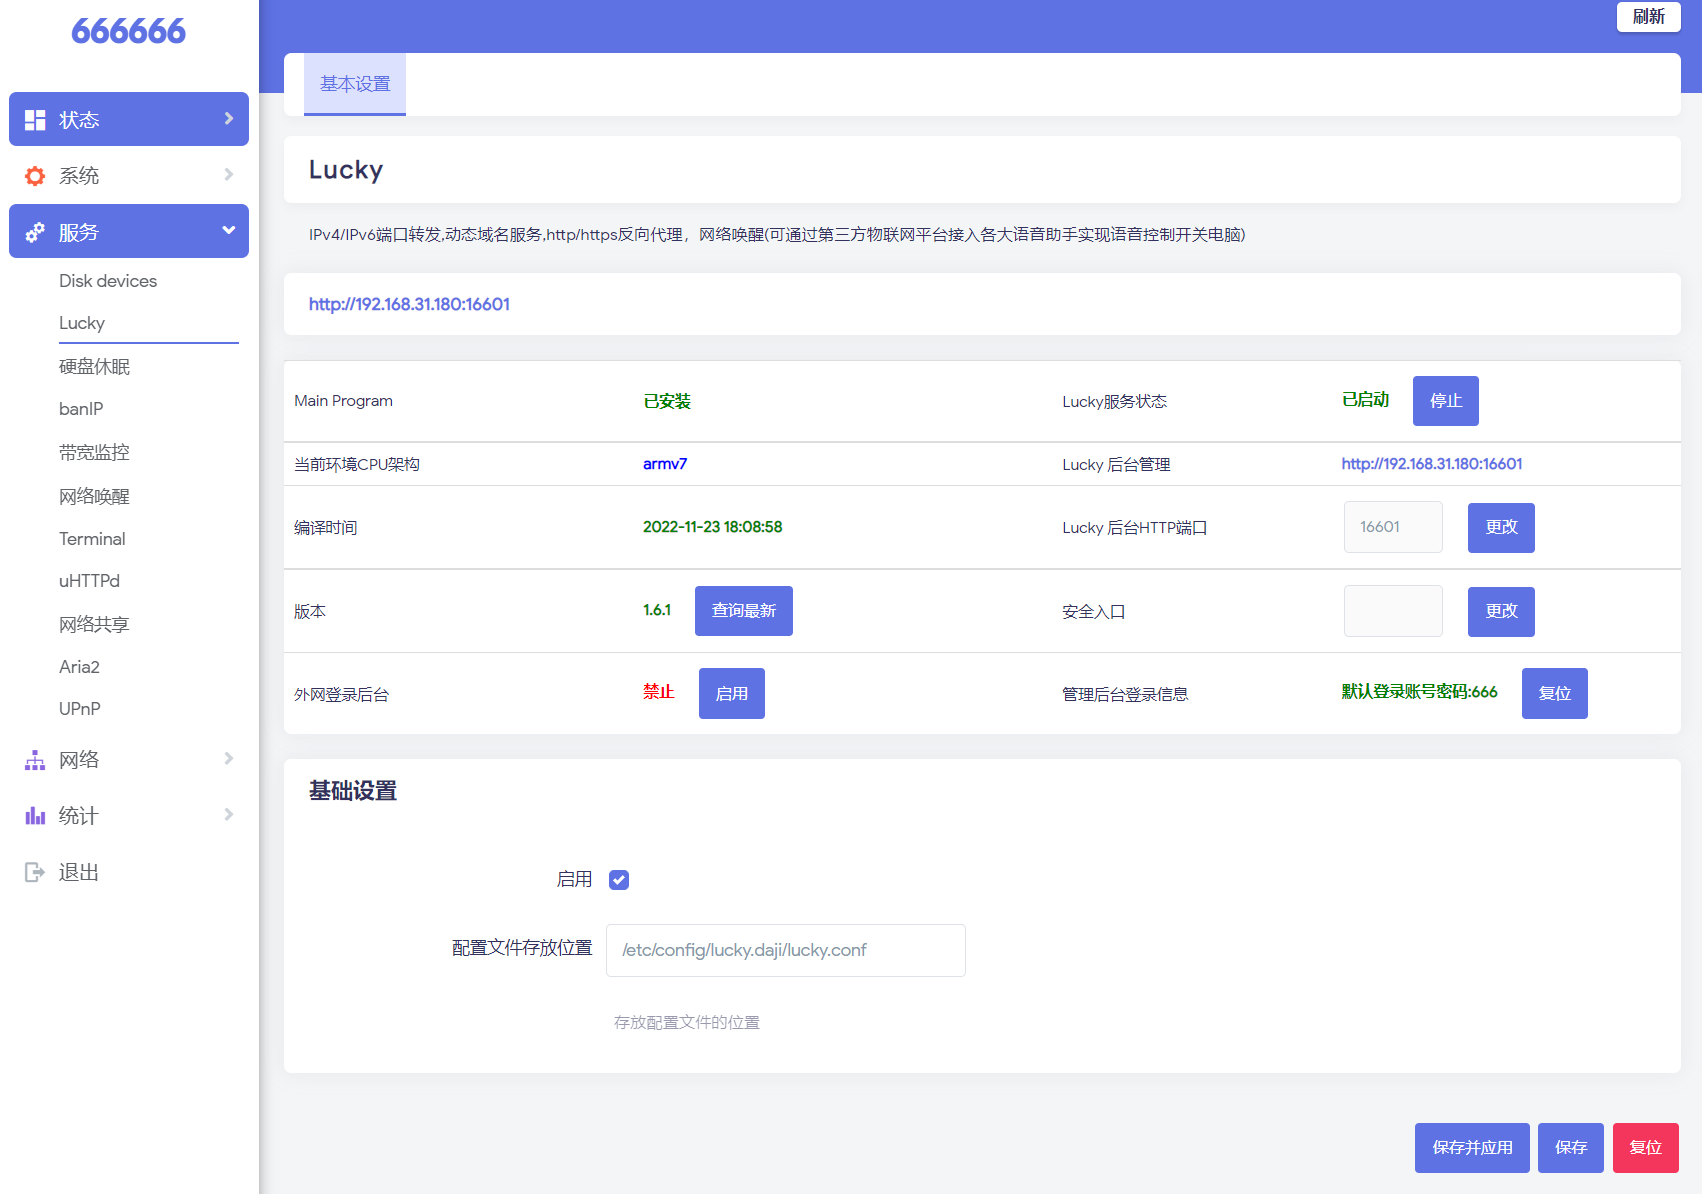 666666
刷新
状态
系统
服务
Disk devices
Lucky
硬盘休眠
banIP
带宽监控
网络唤醒
Terminal
uHTTPd
网络共享
Aria2
UPnP
网络
统计
退出
基本设置
Lucky
IPv4/IPv6端口转发,动态域名服务,http/https反向代理，网络唤醒(可通过第三方物联网平台接入各大语音助手实现语音控制开关电脑)
http://192.168.31.180:16601
Main Program 已安装 Lucky服务状态 已启动 停止
当前环境CPU架构 armv7 Lucky 后台管理 http://192.168.31.180:16601
编译时间 2022-11-23 18:08:58 Lucky 后台HTTP端口 16601 更改
版本 1.6.1 查询最新 安全入口 更改
外网登录后台 禁止 启用 管理后台登录信息 默认登录账号密码:666 复位
基础设置
启用
配置文件存放位置 /etc/config/lucky.daji/lucky.conf
存放配置文件的位置
保存并应用 保存 复位